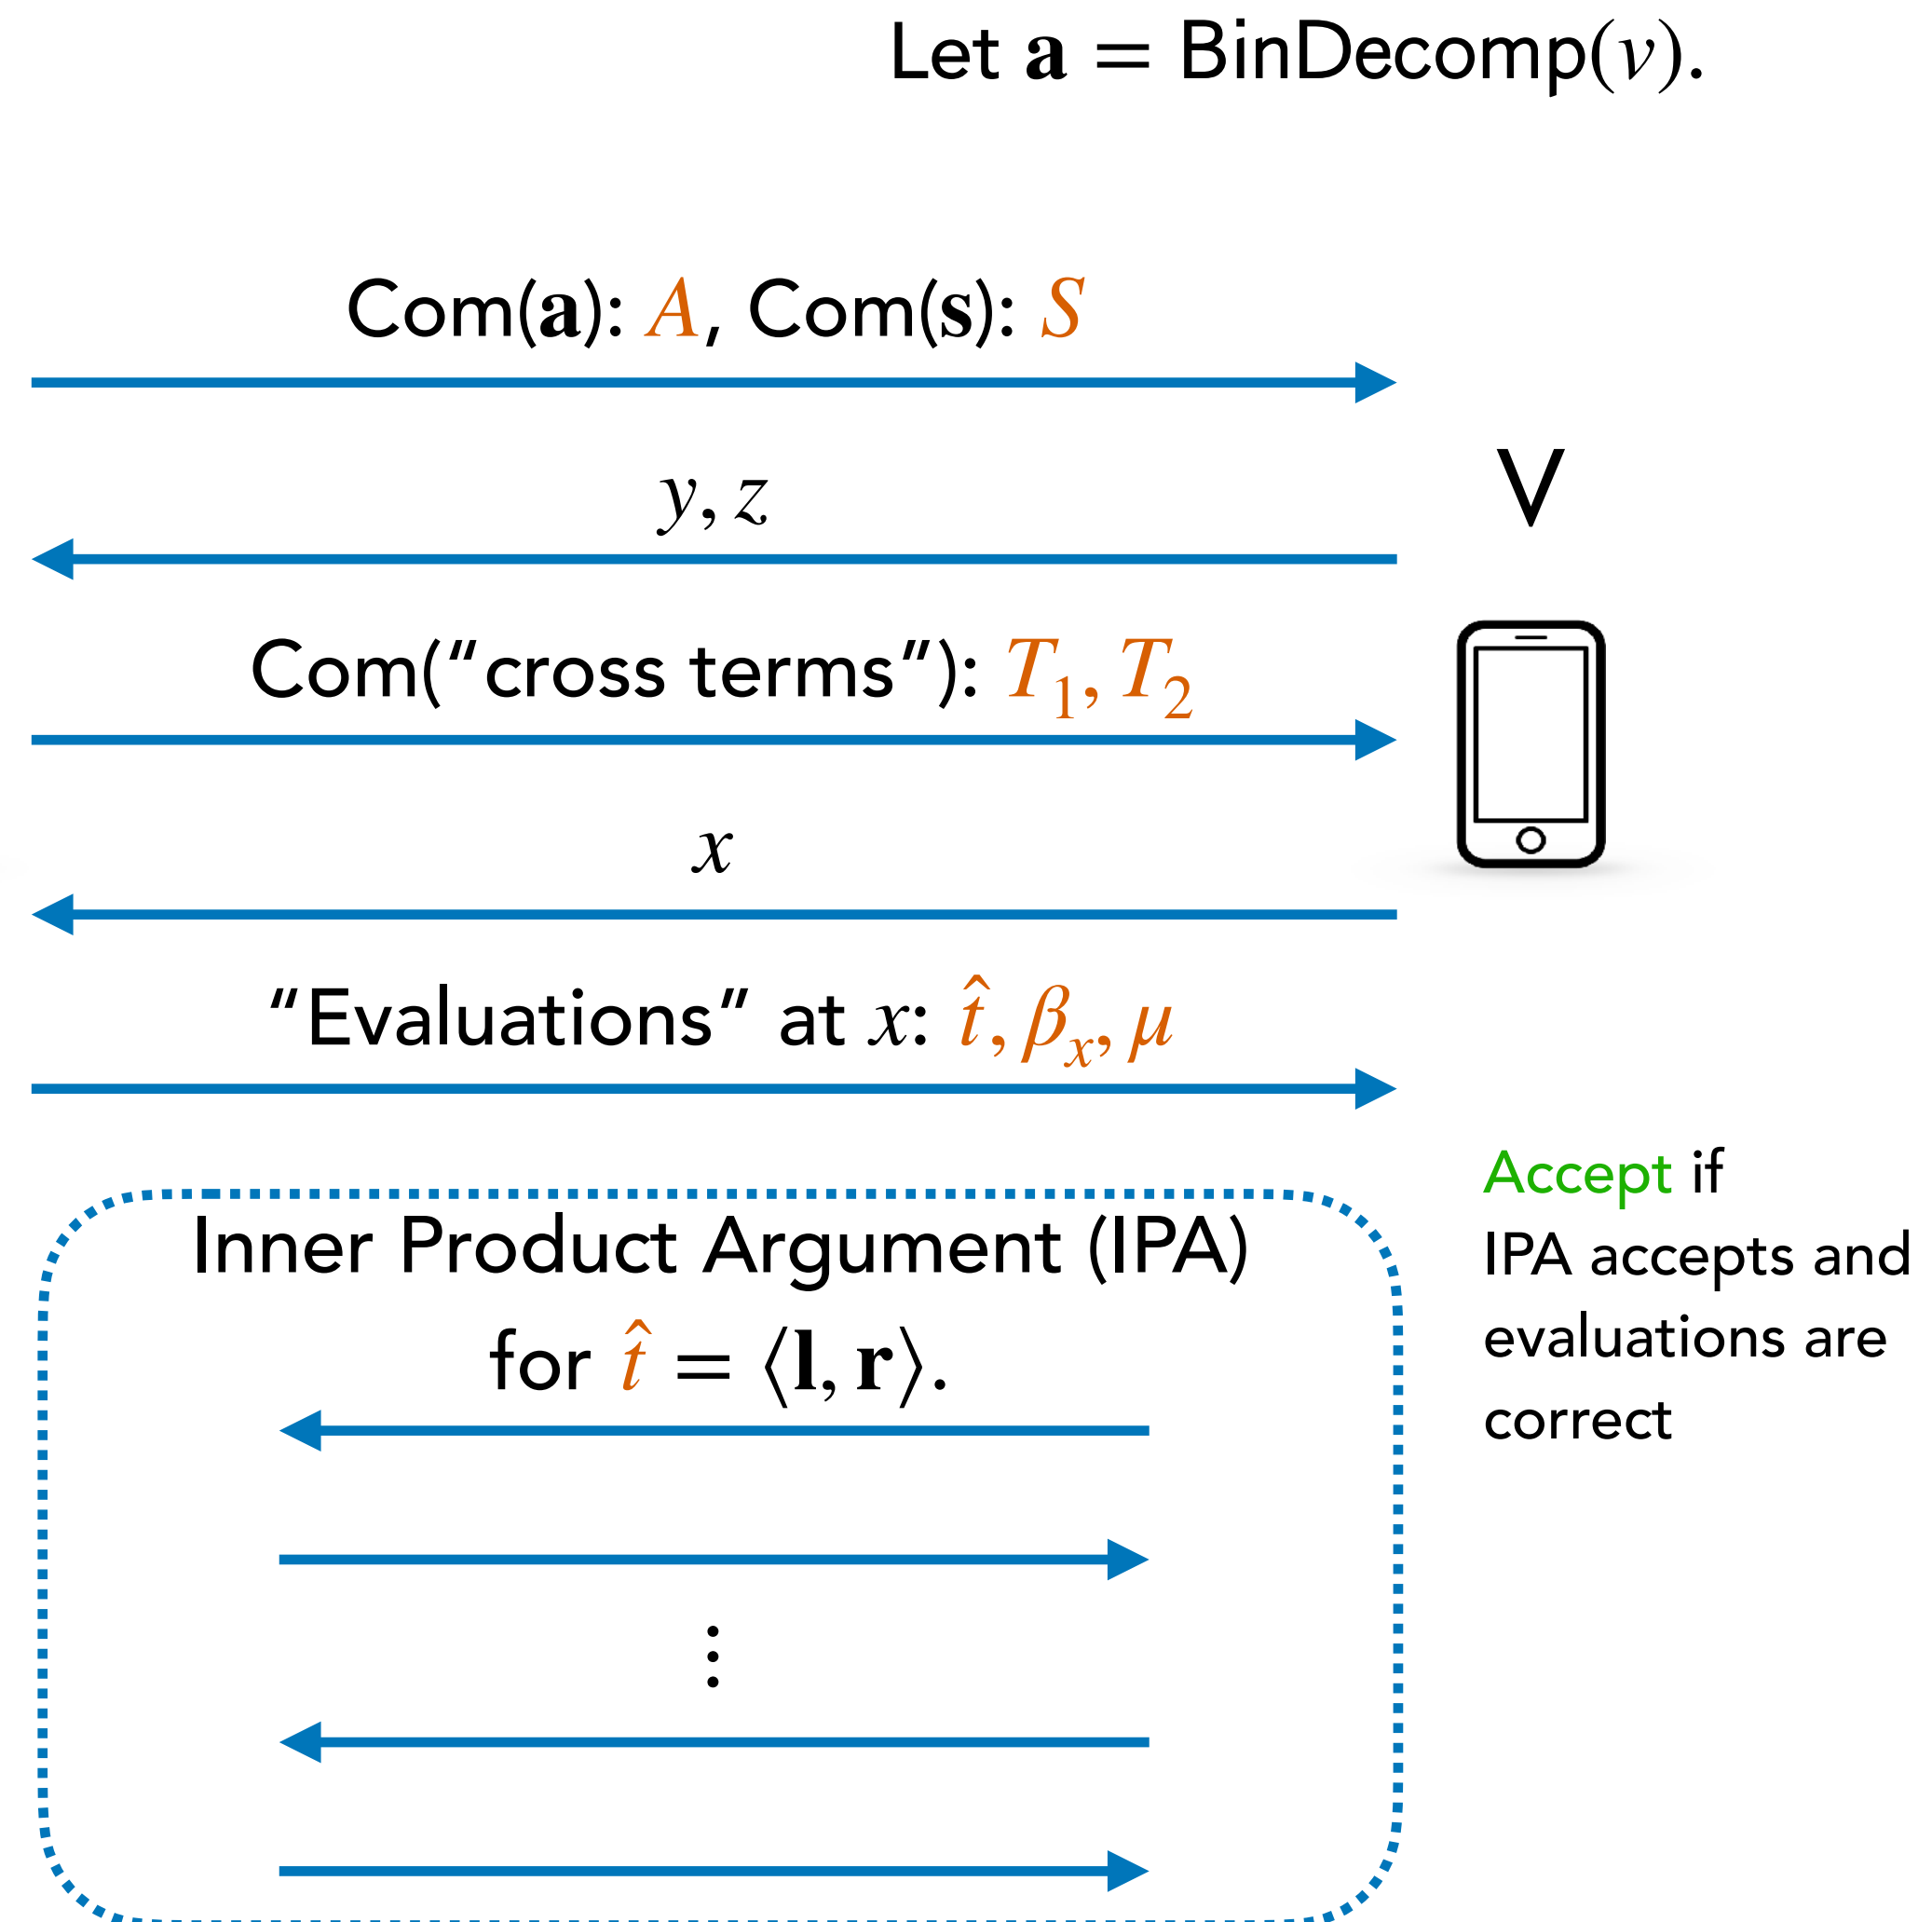 Let a = BinDecomp(v).
Com(a): A, Com(s): S
y, z
V
Com("cross terms"): T₁, T₂
x
"Evaluations" at x: t̂, βₓ, μ
Accept if
IPA accepts and
evaluations are
correct
Inner Product Argument (IPA)
for t̂ = ⟨l, r⟩.
⋮